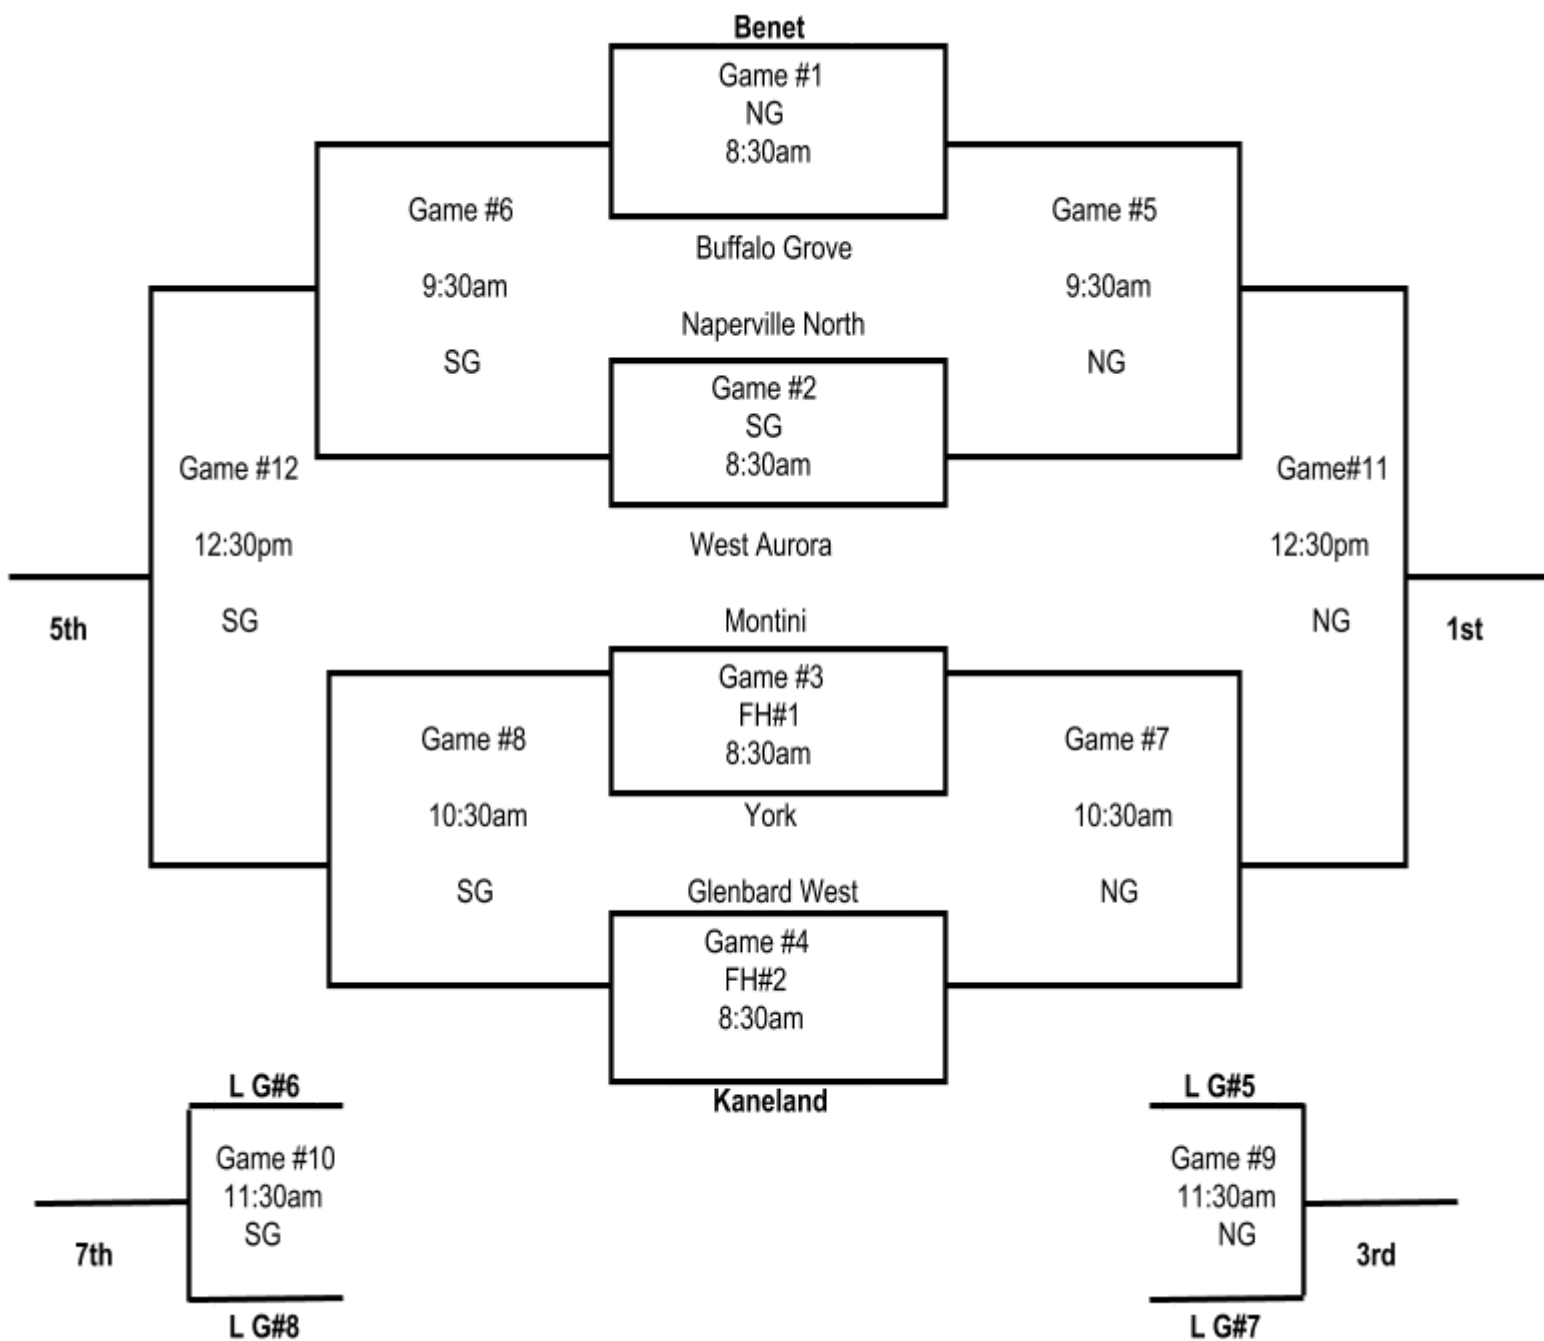 Benet
Game #1
NG
8:30am
Game #6
Game #5
Buffalo Grove
9:30am
9:30am
Naperville North
SG
NG
Game #2
SG
8:30am
Game #12
Game#11
West Aurora
12:30pm
12:30pm
SG
Montini
NG
5th
1st
Game #3
FH#1
8:30am
Game #8
Game #7
10:30am
York
10:30am
SG
Glenbard West
NG
Game #4
FH#2
8:30am
L G#6
Kaneland
L G#5
Game #10
11:30am
SG
Game #9
11:30am
NG
7th
3rd
L G#8
L G#7